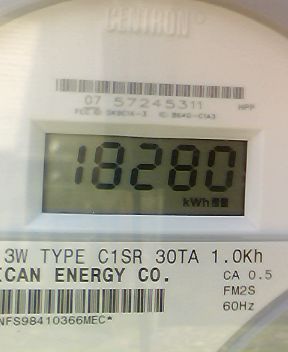 CENTRON®
07 57245311
HPP
18280
kWh
3W TYPE C1SR 30TA 1.0Kh
ICAN ENERGY CO.
CA 0.5
FM2S
60Hz
NFS98410366MEC*